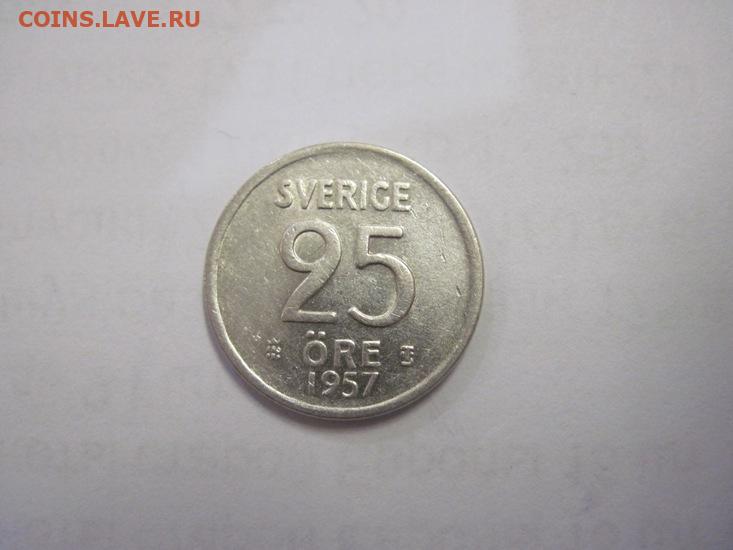 COINS.LAVE.RU
SVERIGE
25
ÖRE
1957